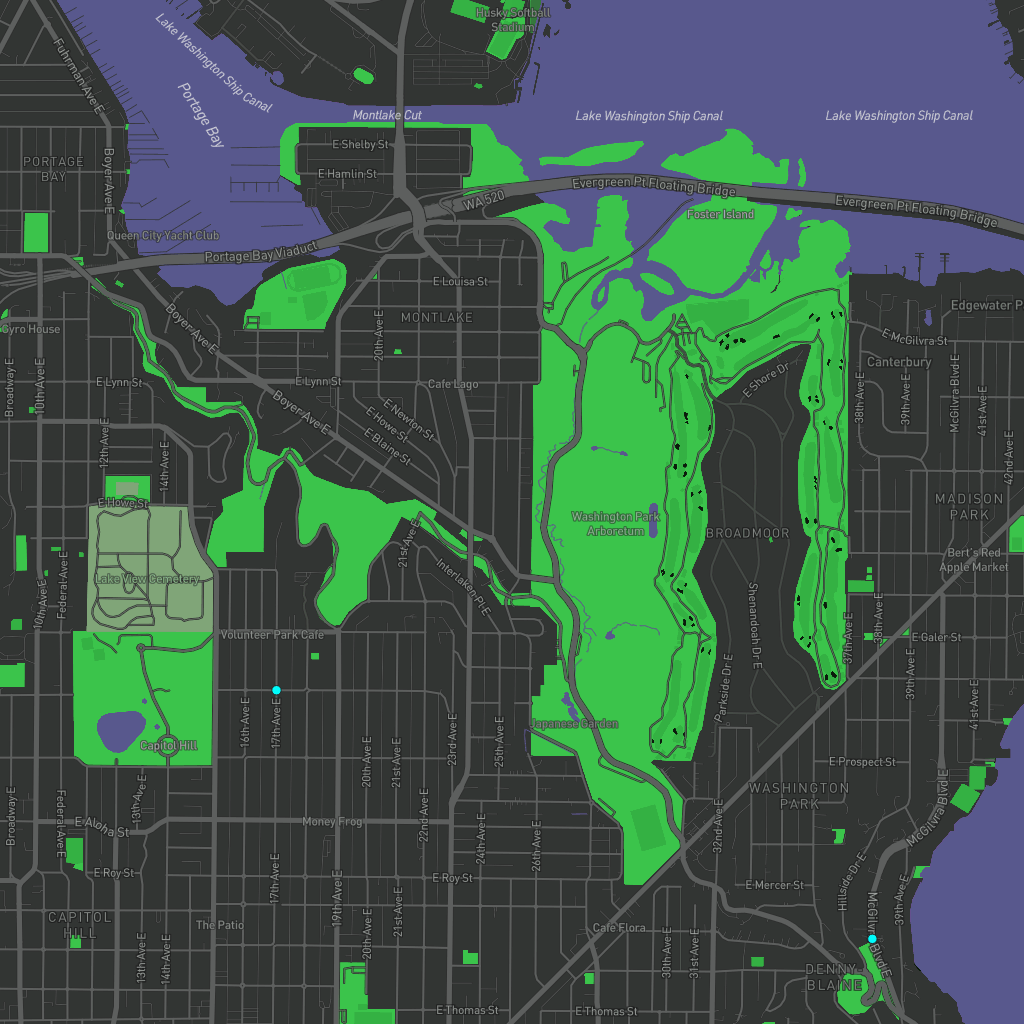 Husky Softball
Stadium
Lake Washington Ship Canal
Fuhrman Ave E
Portage Bay
Montlake Cut
Lake Washington Ship Canal
Lake Washington Ship Canal
E Shelby St
PORTAGE
BAY
Boyer Ave E
E Hamlin St
WA 520
Evergreen Pt Floating Bridge
Evergreen Pt Floating Bridge
Foster Island
Queen City Yacht Club
Portage Bay Viaduct
E Louisa St
MONTLAKE
Edgewater P
Gyro House
Boyer Ave E
20th Ave E
E McGilvra St
Canterbury
Broadway E
10th Ave E
E Lynn St
E Lynn St
Cafe Lago
E Shore Dr
38th Ave E
39th Ave E
McGilvra Blvd E
41st Ave E
Boyer Ave E
E Newton St
E Howe St
E Blaine St
12th Ave E
14th Ave E
42nd Ave E
E Howe St
MADISON
PARK
Washington Park
Arboretum
BROADMOOR
21st Ave E
Bert's Red
Apple Market
Lake View Cemetery
Federal Ave E
10th Ave E
Interlaken Pl E
Shenandoah Dr E
Volunteer Park Cafe
37th Ave E
38th Ave E
E Galer St
39th Ave E
41st Ave E
Parkside Dr E
16th Ave E
17th Ave E
Japanese Garden
23rd Ave E
25th Ave E
Capitol Hill
20th Ave E
21st Ave E
E Prospect St
WASHINGTON
PARK
Broadway E
Federal Ave E
13th Ave E
22nd Ave E
24th Ave E
26th Ave E
32nd Ave E
McGilvra Blvd E
E Aloha St
Money Frog
E Roy St
17th Ave E
E Roy St
E Mercer St
Hillside Dr E
39th Ave E
McGilvra Blvd E
CAPITOL
HILL
The Patio
19th Ave E
20th Ave E
21st Ave E
Cafe Flora
13th Ave E
14th Ave E
30th Ave E
31st Ave E
DENNY-
BLAINE
E Thomas St
E Thomas St